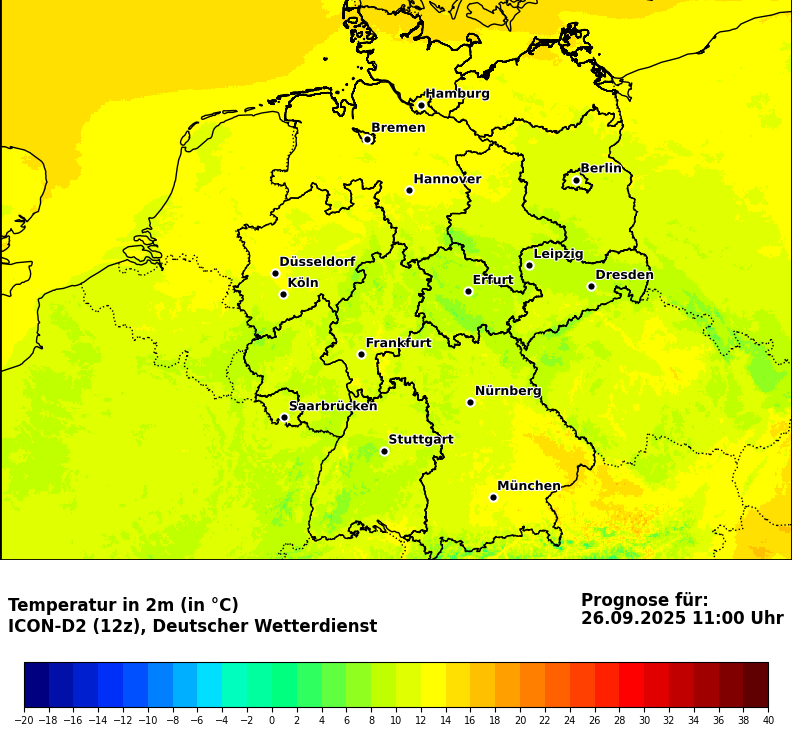 Hamburg
Bremen
Berlin
Hannover
Leipzig
Düsseldorf
Dresden
Köln
Erfurt
Frankfurt
Nürnberg
Saarbrücken
Stuttgart
München
Temperatur in 2m (in °C)
ICON-D2 (12z), Deutscher Wetterdienst
Prognose für:
26.09.2025 11:00 Uhr
−20 −18 −16 −14 −12 −10 −8 −6 −4 −2 0 2 4 6 8 10 12 14 16 18 20 22 24 26 28 30 32 34 36 38 40